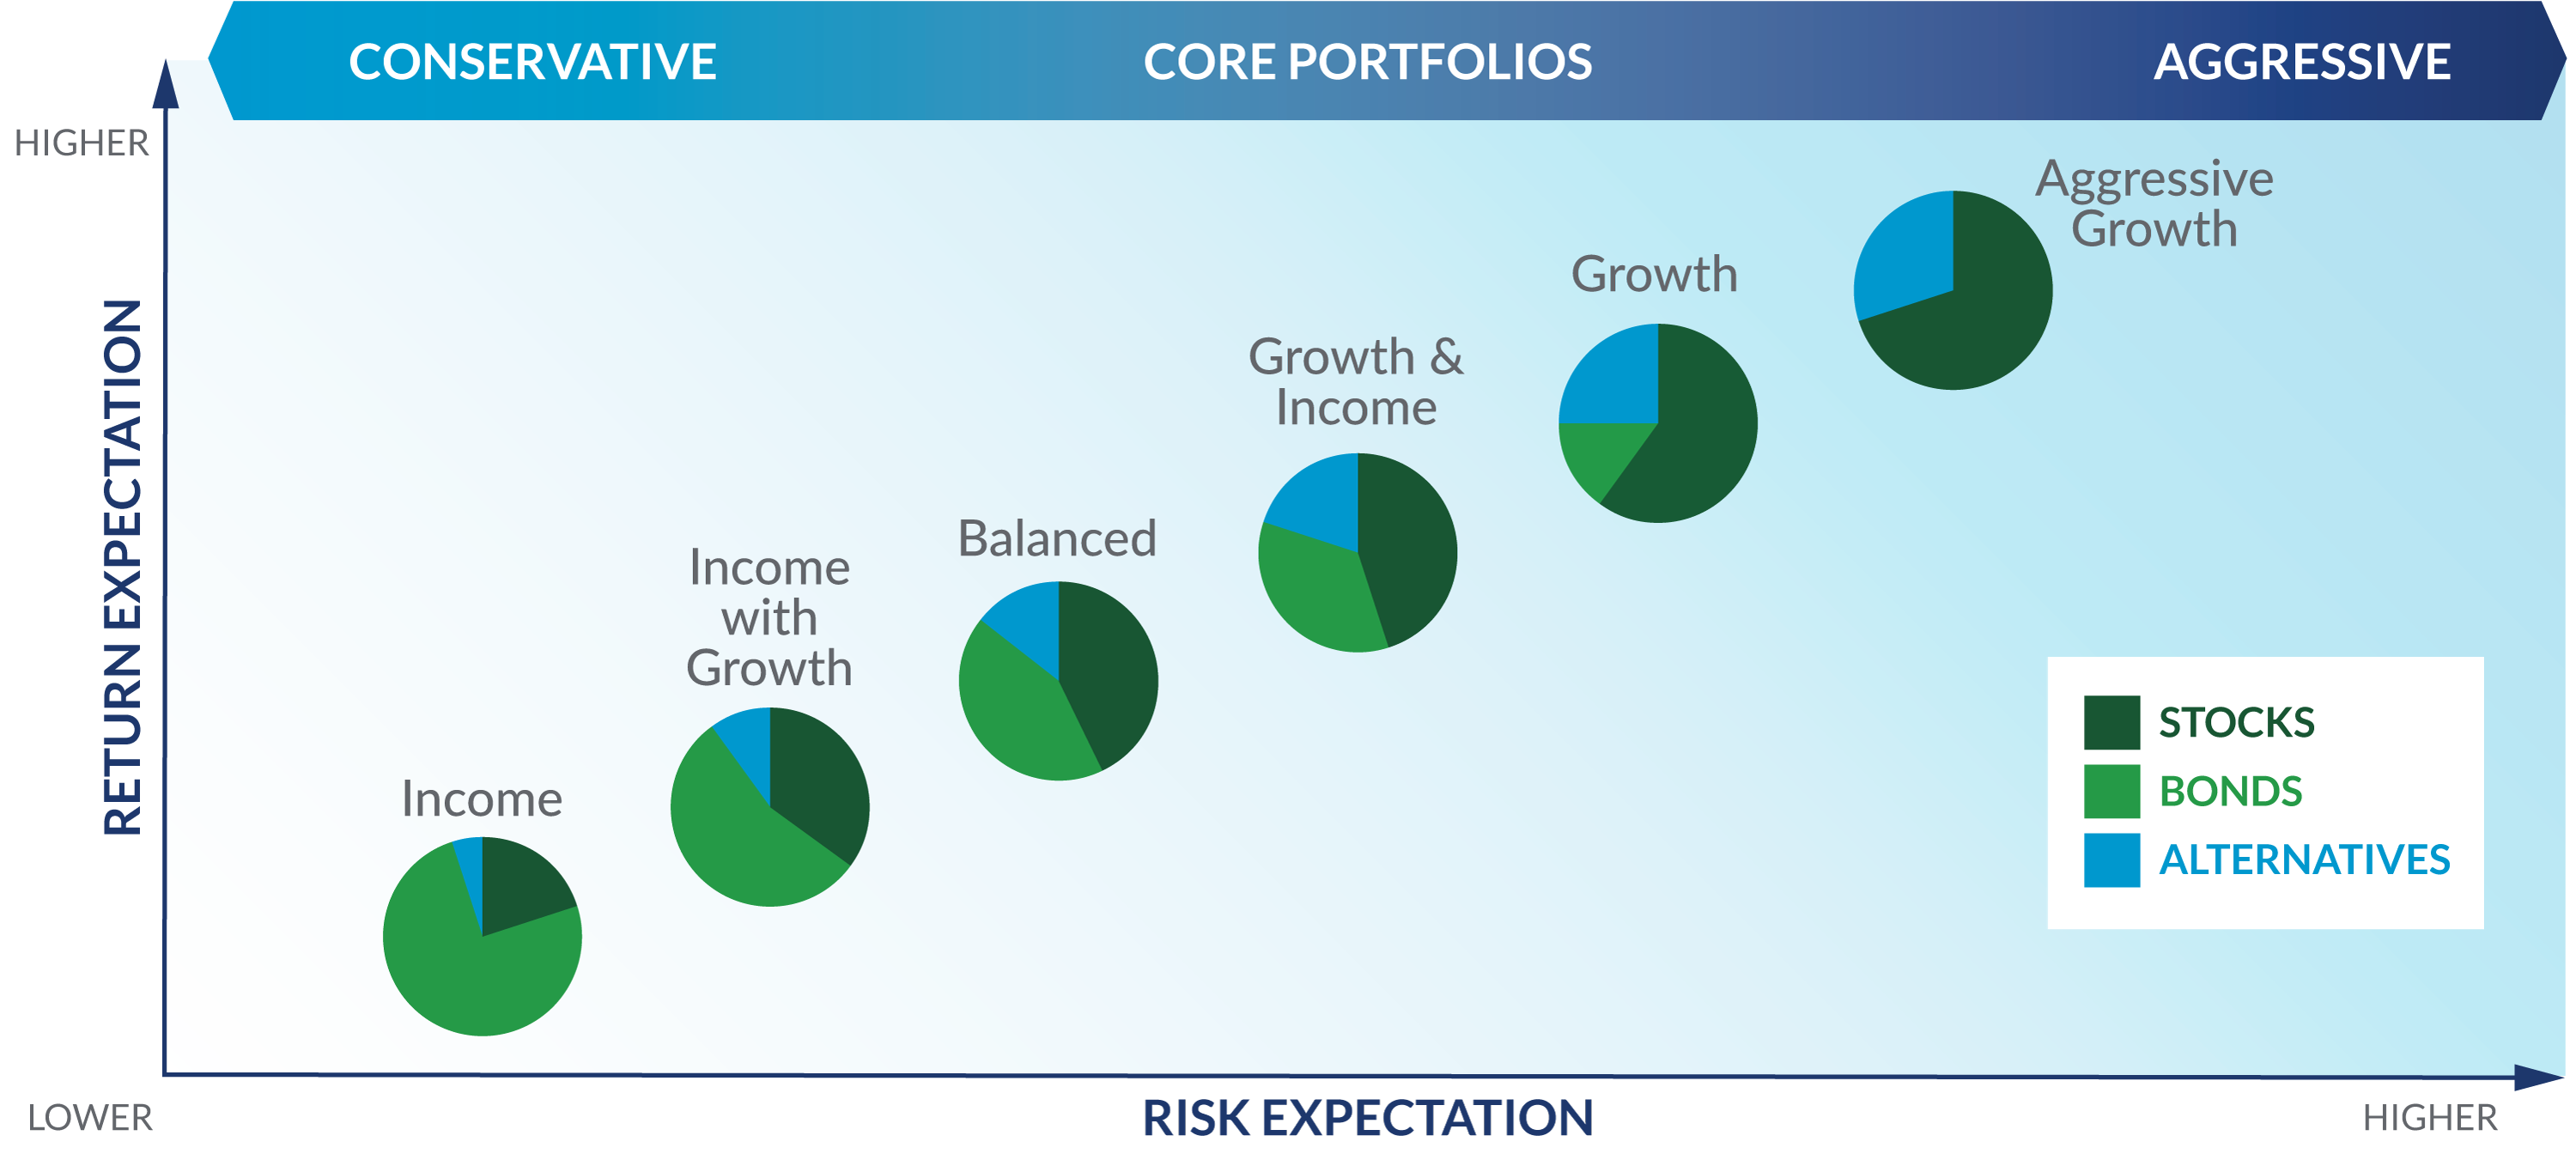 CONSERVATIVE
CORE PORTFOLIOS
AGGRESSIVE
HIGHER
RETURN EXPECTATION
Aggressive
Growth
Growth
Growth &
Income
Balanced
Income
with
Growth
Income
STOCKS
BONDS
ALTERNATIVES
LOWER
RISK EXPECTATION
HIGHER